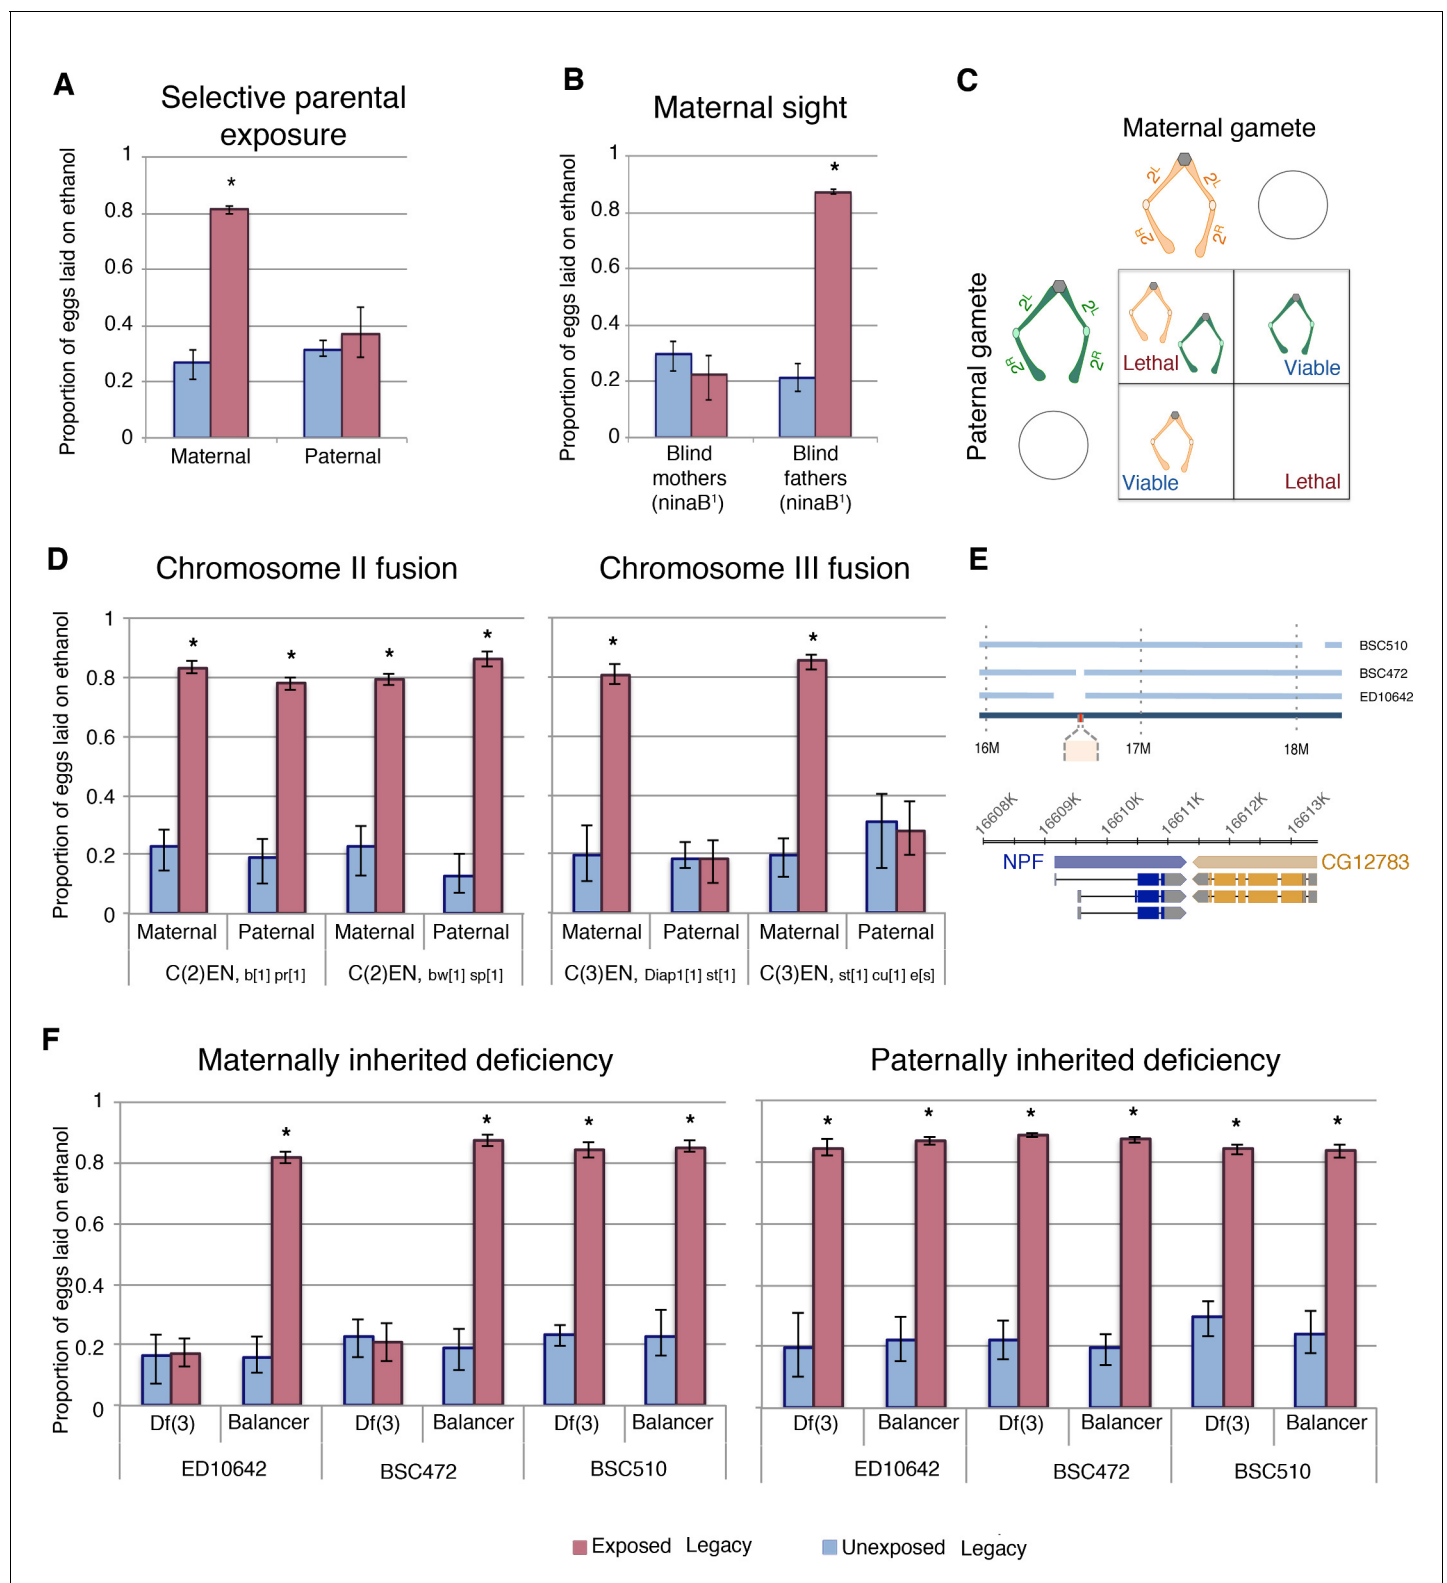 A
Selective parental
exposure
Proportion of eggs laid on ethanol
1
0.8
0.6
0.4
0.2
0
*
Maternal
Paternal
B
Maternal sight
Proportion of eggs laid on ethanol
1
0.8
0.6
0.4
0.2
0
*
Blind
mothers
(ninaB¹)
Blind
fathers
(ninaB¹)
C
Maternal gamete
2ᴸ 2ᴸ
2ᴿ 2ᴿ
Paternal gamete
2ᴸ 2ᴸ
2ᴿ 2ᴿ
Lethal
Viable
Viable
Lethal
D
Chromosome II fusion
Proportion of eggs laid on ethanol
1
0.8
0.6
0.4
0.2
0
* * * *
Maternal Paternal Maternal Paternal
C(2)EN, b[1] pr[1] C(2)EN, bw[1] sp[1]
Chromosome III fusion
* *
Maternal Paternal Maternal Paternal
C(3)EN, Diap1[1] st[1] C(3)EN, st[1] cu[1] e[s]
E
BSC510
BSC472
ED10642
16M 17M 18M
16608K 16609K 16610K 16611K 16612K 16613K
NPF CG12783
F
Maternally inherited deficiency
Proportion of eggs laid on ethanol
1
0.8
0.6
0.4
0.2
0
* * * *
Df(3) Balancer Df(3) Balancer Df(3) Balancer
ED10642 BSC472 BSC510
Paternally inherited deficiency
* * * * * *
Df(3) Balancer Df(3) Balancer Df(3) Balancer
ED10642 BSC472 BSC510
Exposed Legacy Unexposed Legacy